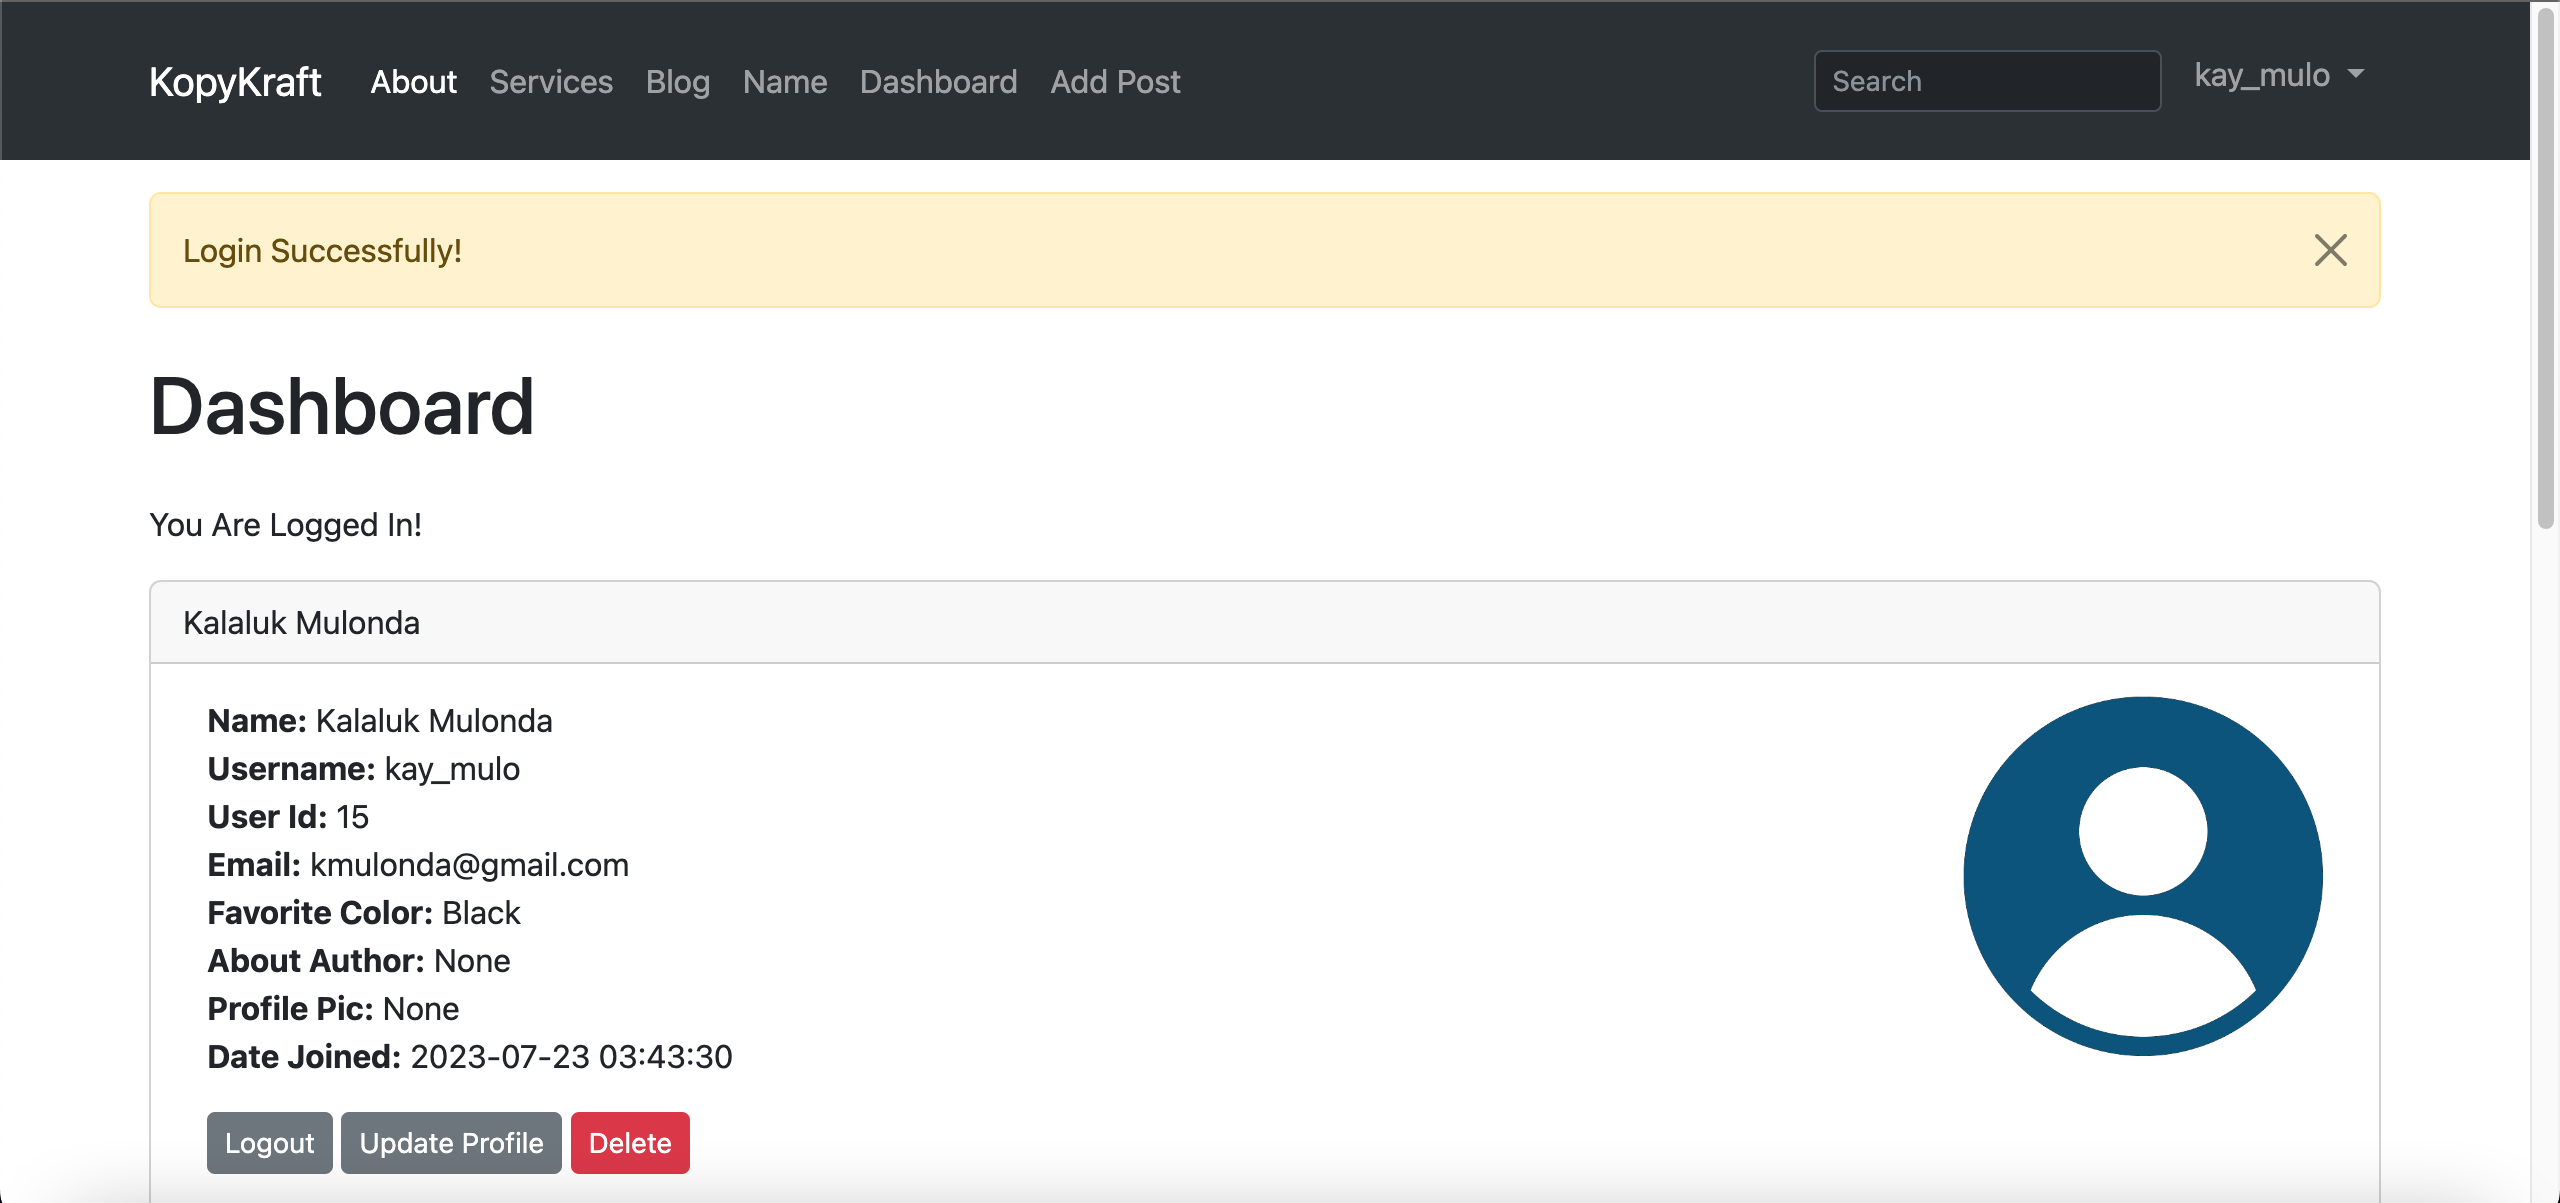 KopyKraft About Services Blog Name Dashboard Add Post Search kay_mulo
Login Successfully!
Dashboard
You Are Logged In!
Kalaluk Mulonda
Name: Kalaluk Mulonda
Username: kay_mulo
User Id: 15
Email: kmulonda@gmail.com
Favorite Color: Black
About Author: None
Profile Pic: None
Date Joined: 2023-07-23 03:43:30
Logout Update Profile Delete